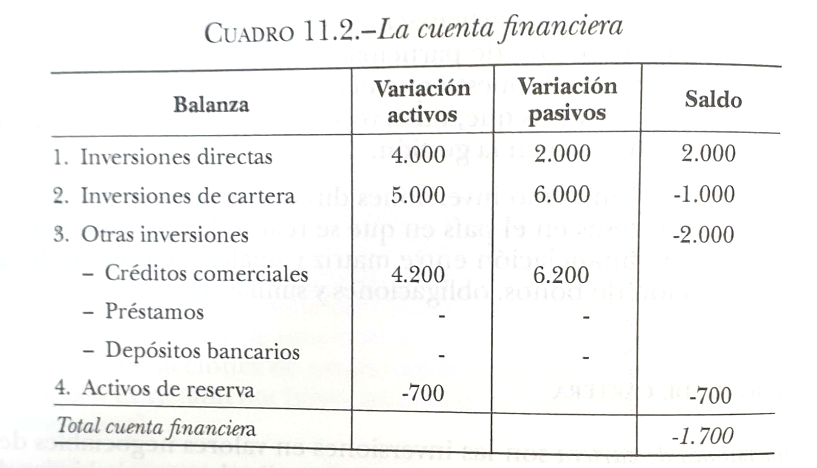 CUADRO 11.2.–La cuenta financiera
Balanza Variación activos Variación pasivos Saldo
1. Inversiones directas 4.000 2.000 2.000
2. Inversiones de cartera 5.000 6.000 -1.000
3. Otras inversiones -2.000
– Créditos comerciales 4.200 6.200
– Préstamos - -
– Depósitos bancarios - -
4. Activos de reserva -700 -700
Total cuenta financiera -1.700